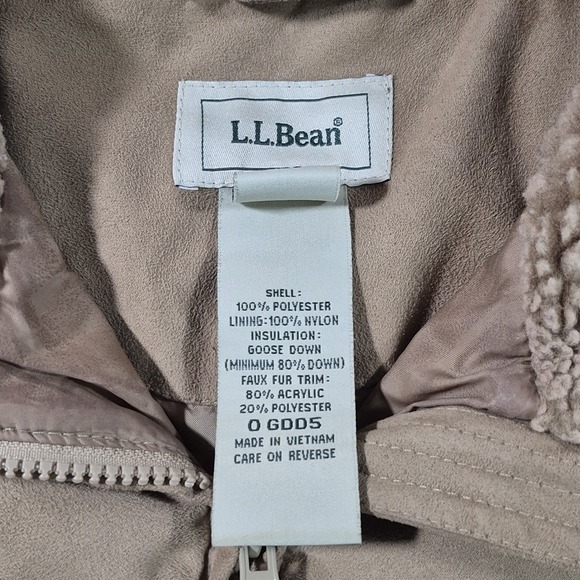 L.L.Bean®
SHELL:
100% POLYESTER
LINING:100% NYLON
INSULATION:
GOOSE DOWN
(MINIMUM 80% DOWN)
FAUX FUR TRIM:
80% ACRYLIC
20% POLYESTER
0 GDD5
MADE IN VIETNAM
CARE ON REVERSE